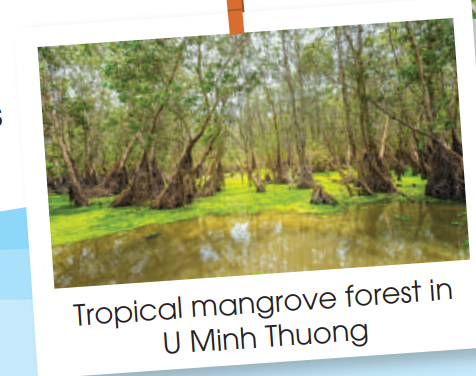 Tropical mangrove forest in
U Minh Thuong